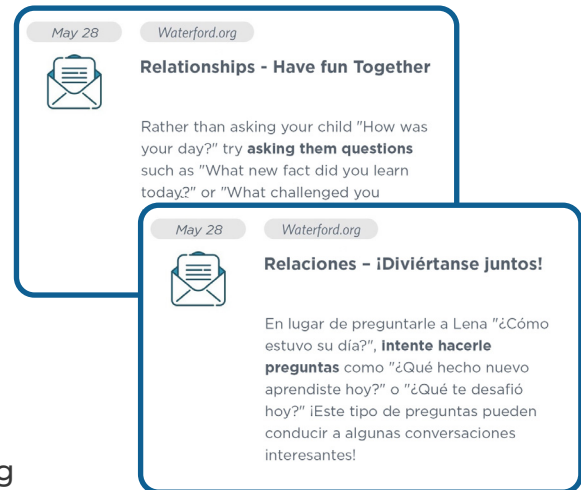 May 28 Waterford.org
Relationships - Have fun Together
Rather than asking your child "How was
your day?" try asking them questions
such as "What new fact did you learn
today?" or "What challenged you
May 28 Waterford.org
Relaciones – ¡Diviértanse juntos!
En lugar de preguntarle a Lena "¿Cómo
estuvo su día?", intente hacerle
preguntas como "¿Qué hecho nuevo
aprendiste hoy?" o "¿Qué te desafió
hoy?" ¡Este tipo de preguntas pueden
conducir a algunas conversaciones
interesantes!
g